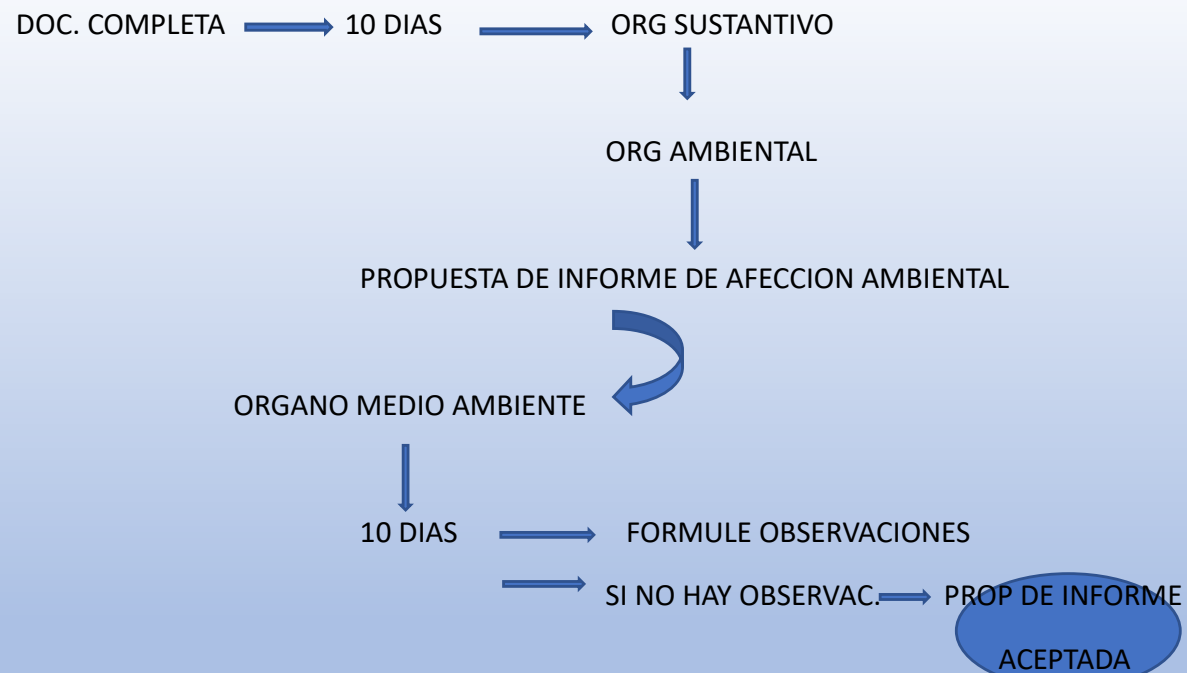 DOC. COMPLETA 10 DIAS ORG SUSTANTIVO
ORG AMBIENTAL
PROPUESTA DE INFORME DE AFECCION AMBIENTAL
ORGANO MEDIO AMBIENTE
10 DIAS FORMULE OBSERVACIONES
SI NO HAY OBSERVAC. PROP DE INFORME
ACEPTADA